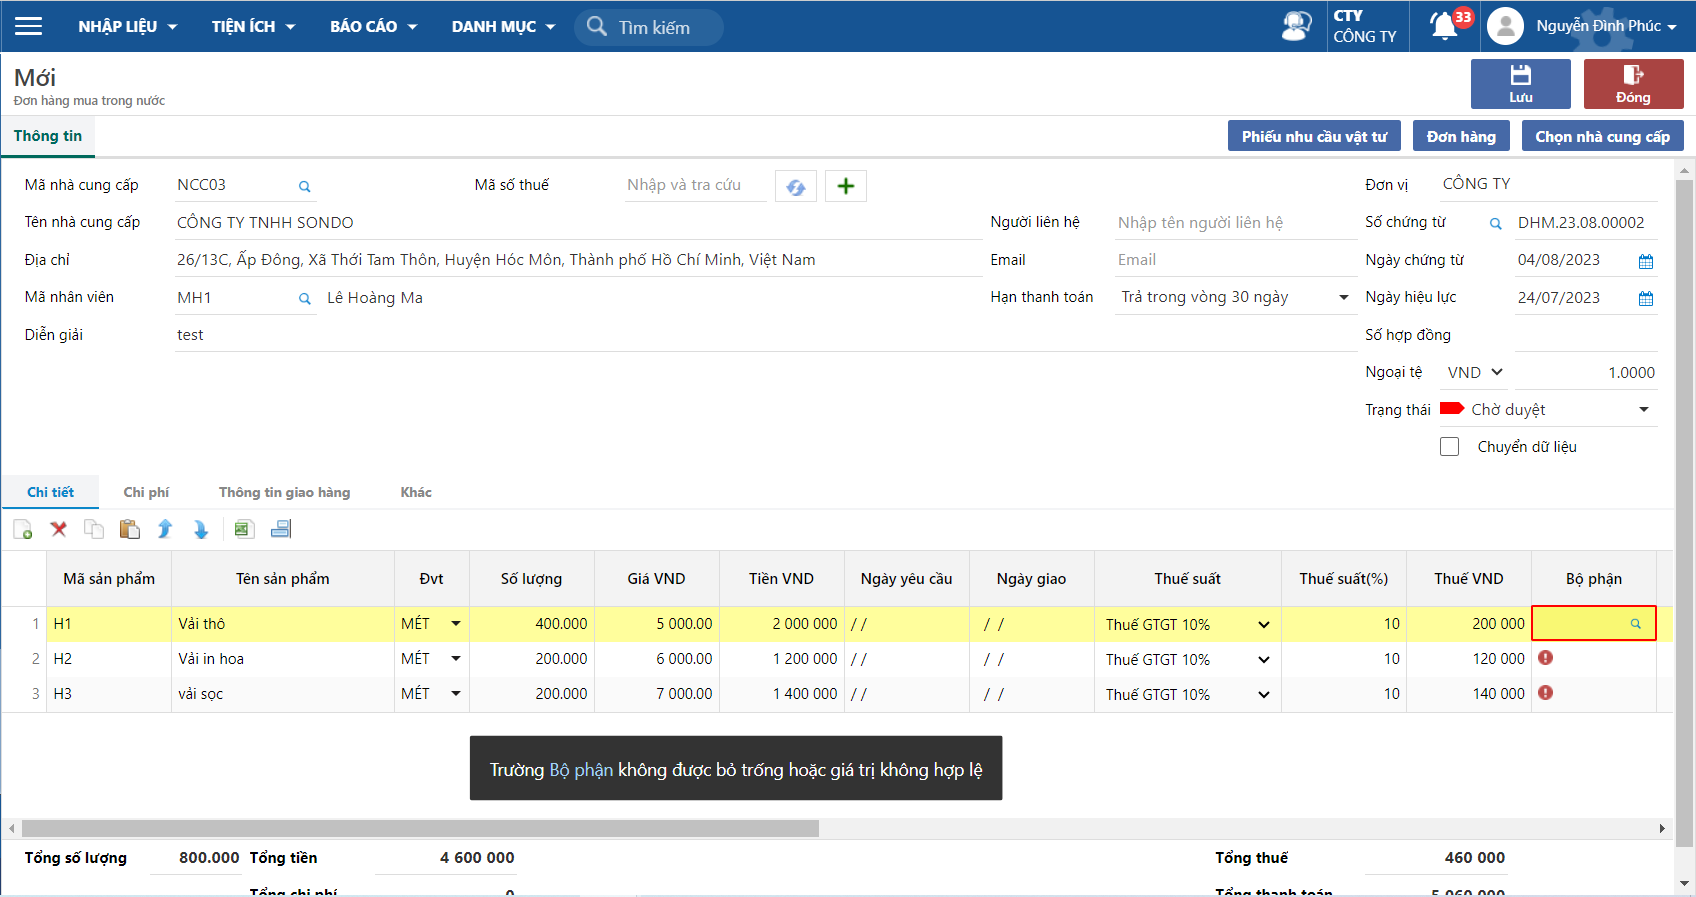 NHẬP LIỆU TIỆN ÍCH BÁO CÁO DANH MỤC Tìm kiếm CTY CÔNG TY 33 Nguyễn Đình Phúc
Mới
Đơn hàng mua trong nước
Lưu Đóng
Thông tin Phiếu nhu cầu vật tư Đơn hàng Chọn nhà cung cấp
Mã nhà cung cấp NCC03 Mã số thuế Nhập và tra cứu Đơn vị CÔNG TY
Tên nhà cung cấp CÔNG TY TNHH SONDO Người liên hệ Nhập tên người liên hệ Số chứng từ DHM.23.08.00002
Địa chỉ 26/13C, Ấp Đông, Xã Thới Tam Thôn, Huyện Hóc Môn, Thành phố Hồ Chí Minh, Việt Nam Email Email Ngày chứng từ 04/08/2023
Mã nhân viên MH1 Lê Hoàng Ma Hạn thanh toán Trả trong vòng 30 ngày Ngày hiệu lực 24/07/2023
Diễn giải test Số hợp đồng
Ngoại tệ VND 1.0000
Trạng thái Chờ duyệt
Chuyển dữ liệu
Chi tiết Chi phí Thông tin giao hàng Khác
Mã sản phẩm Tên sản phẩm Đvt Số lượng Giá VND Tiền VND Ngày yêu cầu Ngày giao Thuế suất Thuế suất(%) Thuế VND Bộ phận
1 H1 Vải thô MÉT 400.000 5 000.00 2 000 000 / / / / Thuế GTGT 10% 10 200 000
2 H2 Vải in hoa MÉT 200.000 6 000.00 1 200 000 / / / / Thuế GTGT 10% 10 120 000
3 H3 vải sọc MÉT 200.000 7 000.00 1 400 000 / / / / Thuế GTGT 10% 10 140 000
Trường Bộ phận không được bỏ trống hoặc giá trị không hợp lệ
Tổng số lượng 800.000 Tổng tiền 4 600 000 Tổng thuế 460 000
Tổng chi phí 0 Tổng thanh toán 5 060 000